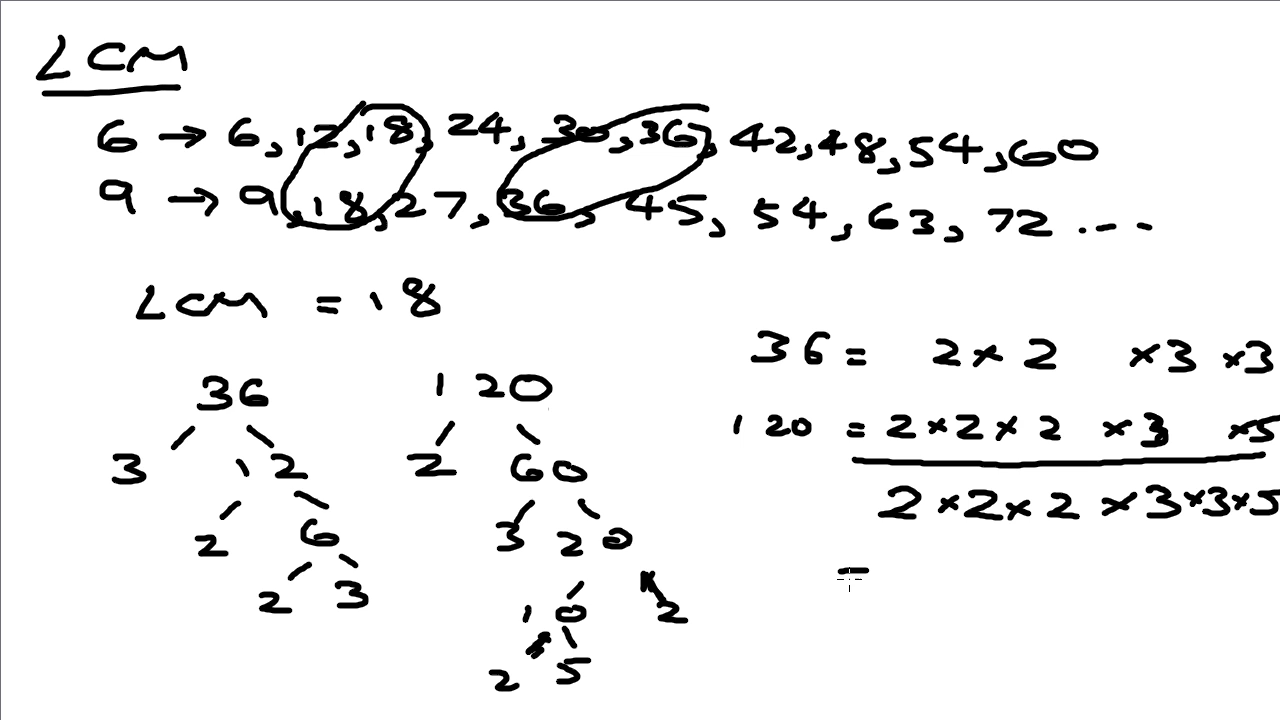 LCM
6 → 6,12,18,24,30,36,42,48,54,60
9 → 9,18,27,36,45,54,63,72...
LCM = 18
36 = 2×2 ×3×3
36 120
120 = 2×2×2 ×3 ×5
3 12 2 60
2×2×2×3×3×5
2 6 3 20
=
2 3 10 2
2 5